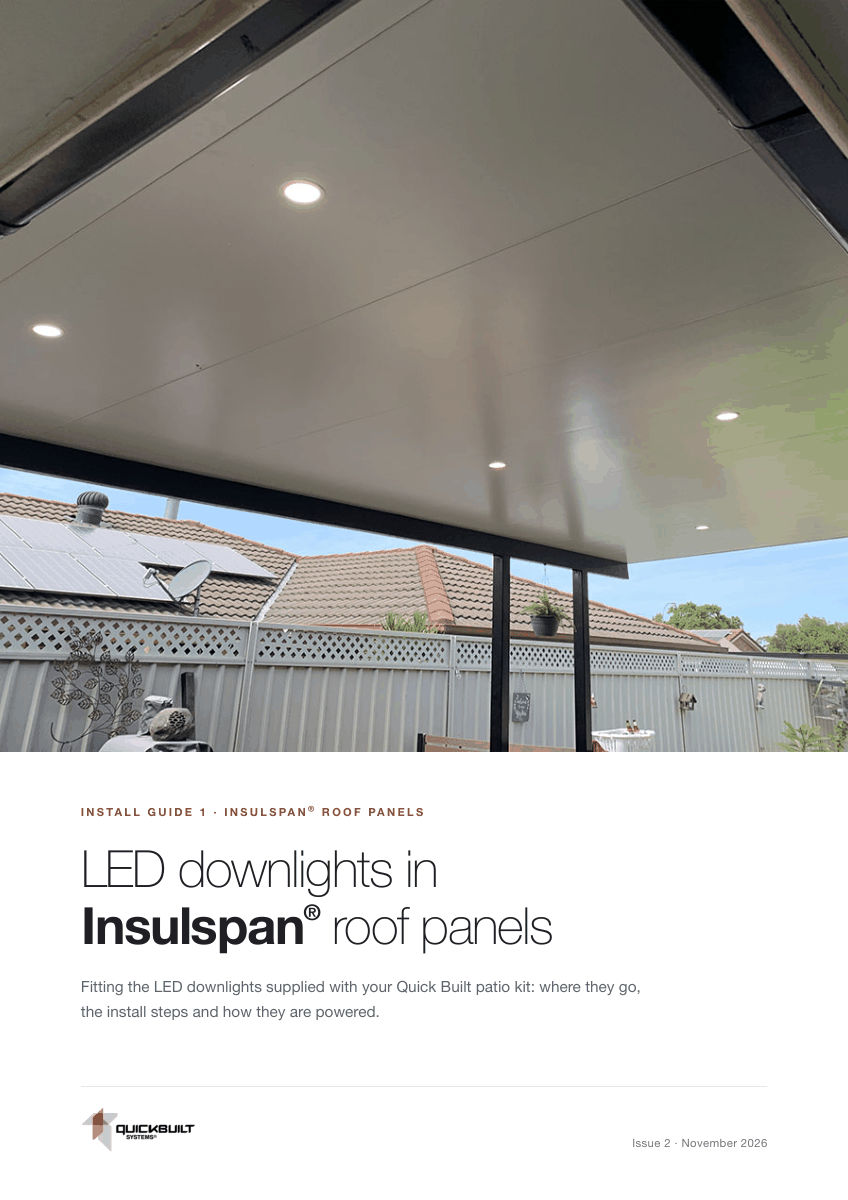 INSTALL GUIDE 1 · INSULSPAN® ROOF PANELS
LED downlights in
Insulspan® roof panels
Fitting the LED downlights supplied with your Quick Built patio kit: where they go,
the install steps and how they are powered.
QUICKBUILT
SYSTEMS®
Issue 2 · November 2026